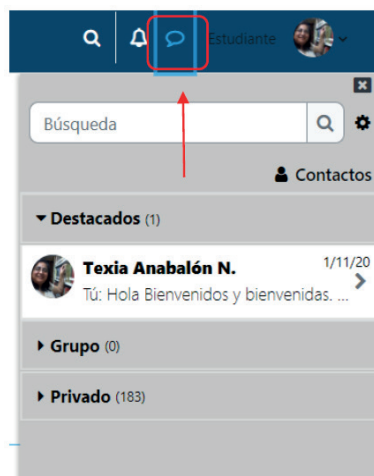 Estudiante
Búsqueda
Contactos
Destacados (1)
Texia Anabalón N. 1/11/20
Tú: Hola Bienvenidos y bienvenidas. ...
Grupo (0)
Privado (183)